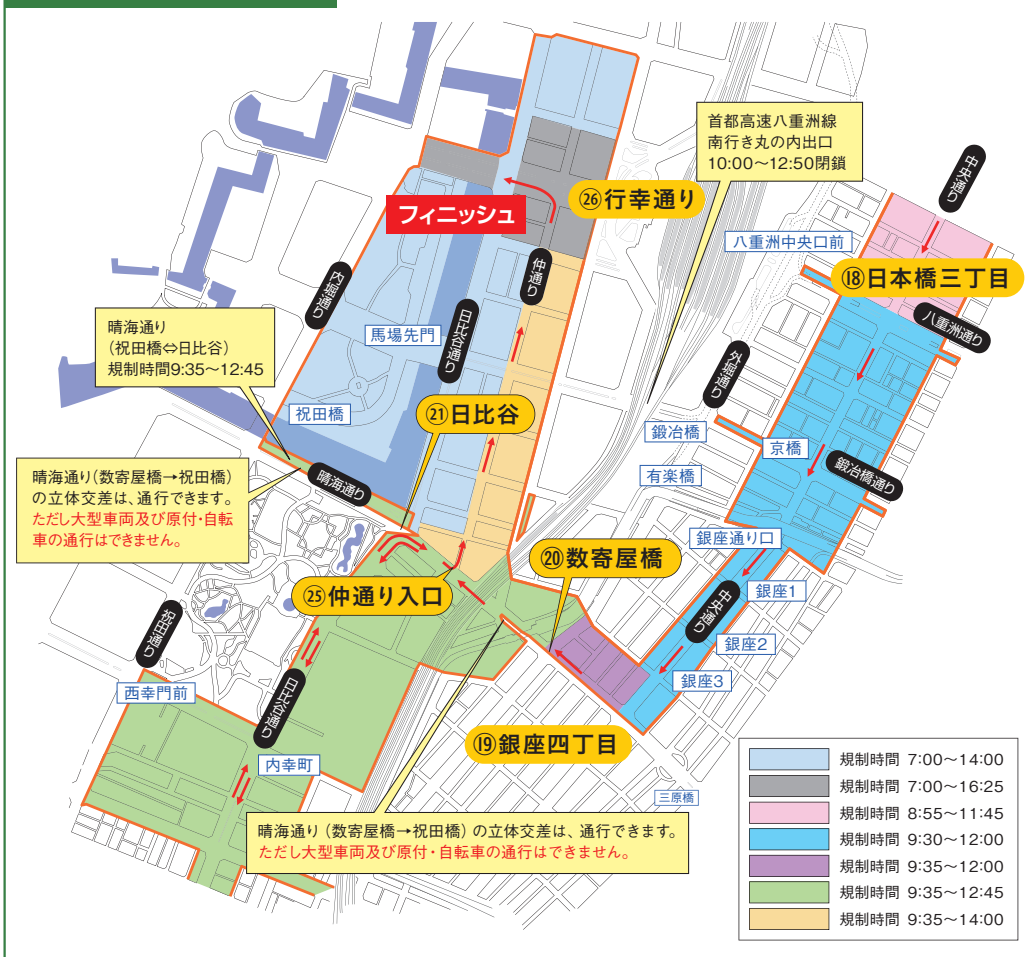 首都高速八重洲線
南行き丸の内出口
10:00～12:50閉鎖
中央通り
㉖行幸通り
フィニッシュ
八重洲中央口前
⑱日本橋三丁目
八重洲通り
仲通り
内堀通り
日比谷通り
馬場先門
外堀通り
晴海通り
(祝田橋⇔日比谷)
規制時間9:35～12:45
祝田橋
㉑日比谷
鍛冶橋
京橋
有楽橋
鍛冶橋通り
晴海通り(数寄屋橋→祝田橋)
の立体交差は、通行できます。
ただし大型車両及び原付・自転
車の通行はできません。
晴海通り
銀座通り口
⑳数寄屋橋
㉕仲通り入口
銀座1
中央通り
祝田通り
銀座2
銀座3
西幸門前
日比谷通り
⑲銀座四丁目
内幸町
三原橋
晴海通り(数寄屋橋→祝田橋)の立体交差は、通行できます。
ただし大型車両及び原付・自転車の通行はできません。
規制時間 7:00～14:00
規制時間 7:00～16:25
規制時間 8:55～11:45
規制時間 9:30～12:00
規制時間 9:35～12:00
規制時間 9:35～12:45
規制時間 9:35～14:00